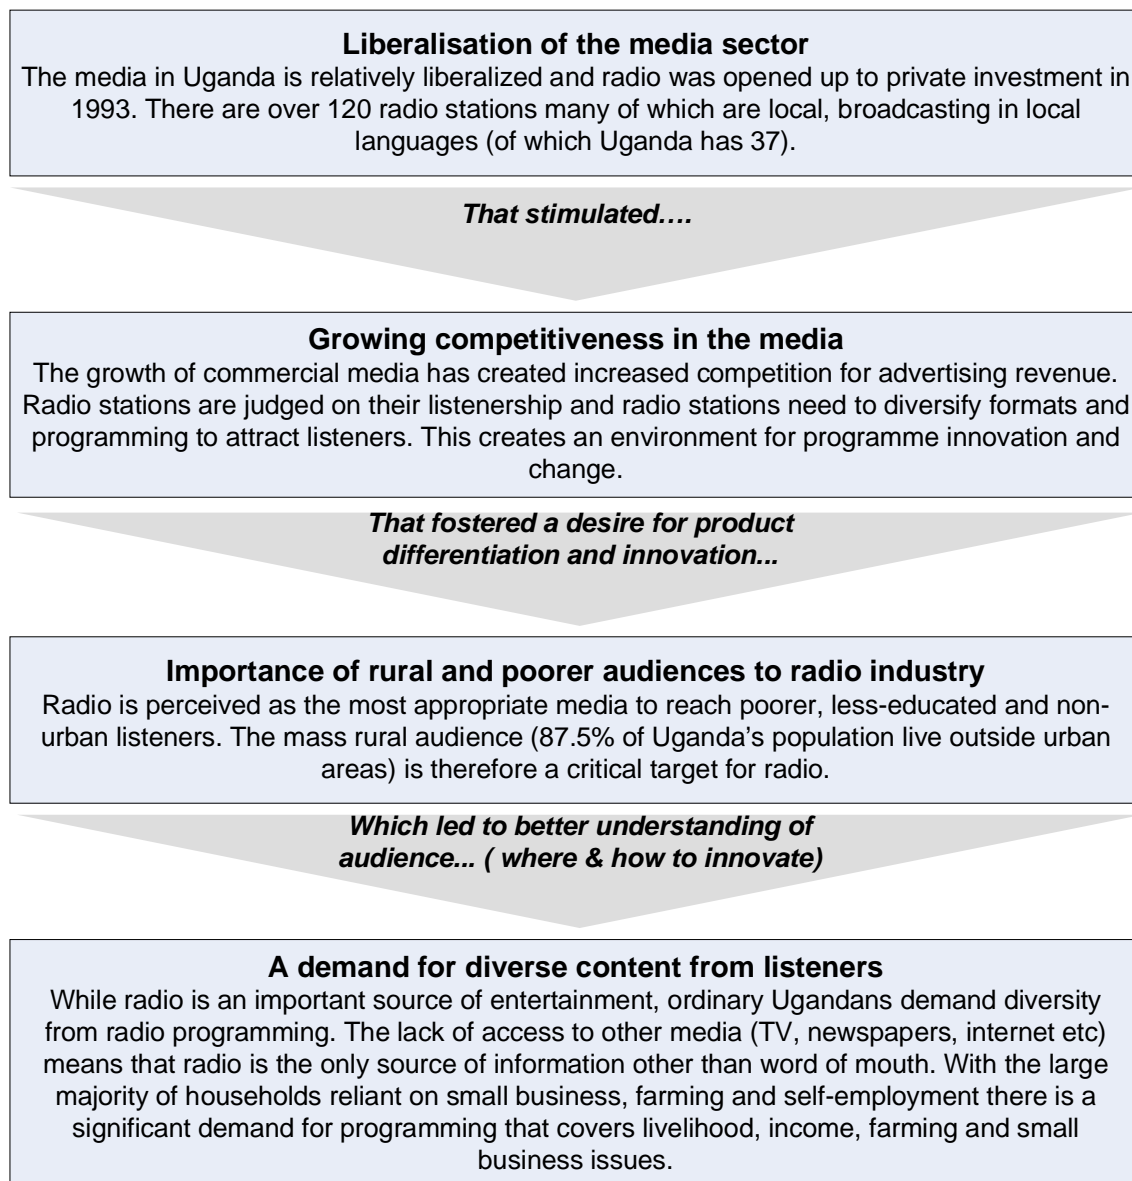 Liberalisation of the media sector
The media in Uganda is relatively liberalized and radio was opened up to private investment in
1993. There are over 120 radio stations many of which are local, broadcasting in local
languages (of which Uganda has 37).
That stimulated....
Growing competitiveness in the media
The growth of commercial media has created increased competition for advertising revenue.
Radio stations are judged on their listenership and radio stations need to diversify formats and
programming to attract listeners. This creates an environment for programme innovation and
change.
That fostered a desire for product
differentiation and innovation...
Importance of rural and poorer audiences to radio industry
Radio is perceived as the most appropriate media to reach poorer, less-educated and non-
urban listeners. The mass rural audience (87.5% of Uganda's population live outside urban
areas) is therefore a critical target for radio.
Which led to better understanding of
audience... ( where & how to innovate)
A demand for diverse content from listeners
While radio is an important source of entertainment, ordinary Ugandans demand diversity
from radio programming. The lack of access to other media (TV, newspapers, internet etc)
means that radio is the only source of information other than word of mouth. With the large
majority of households reliant on small business, farming and self-employment there is a
significant demand for programming that covers livelihood, income, farming and small
business issues.